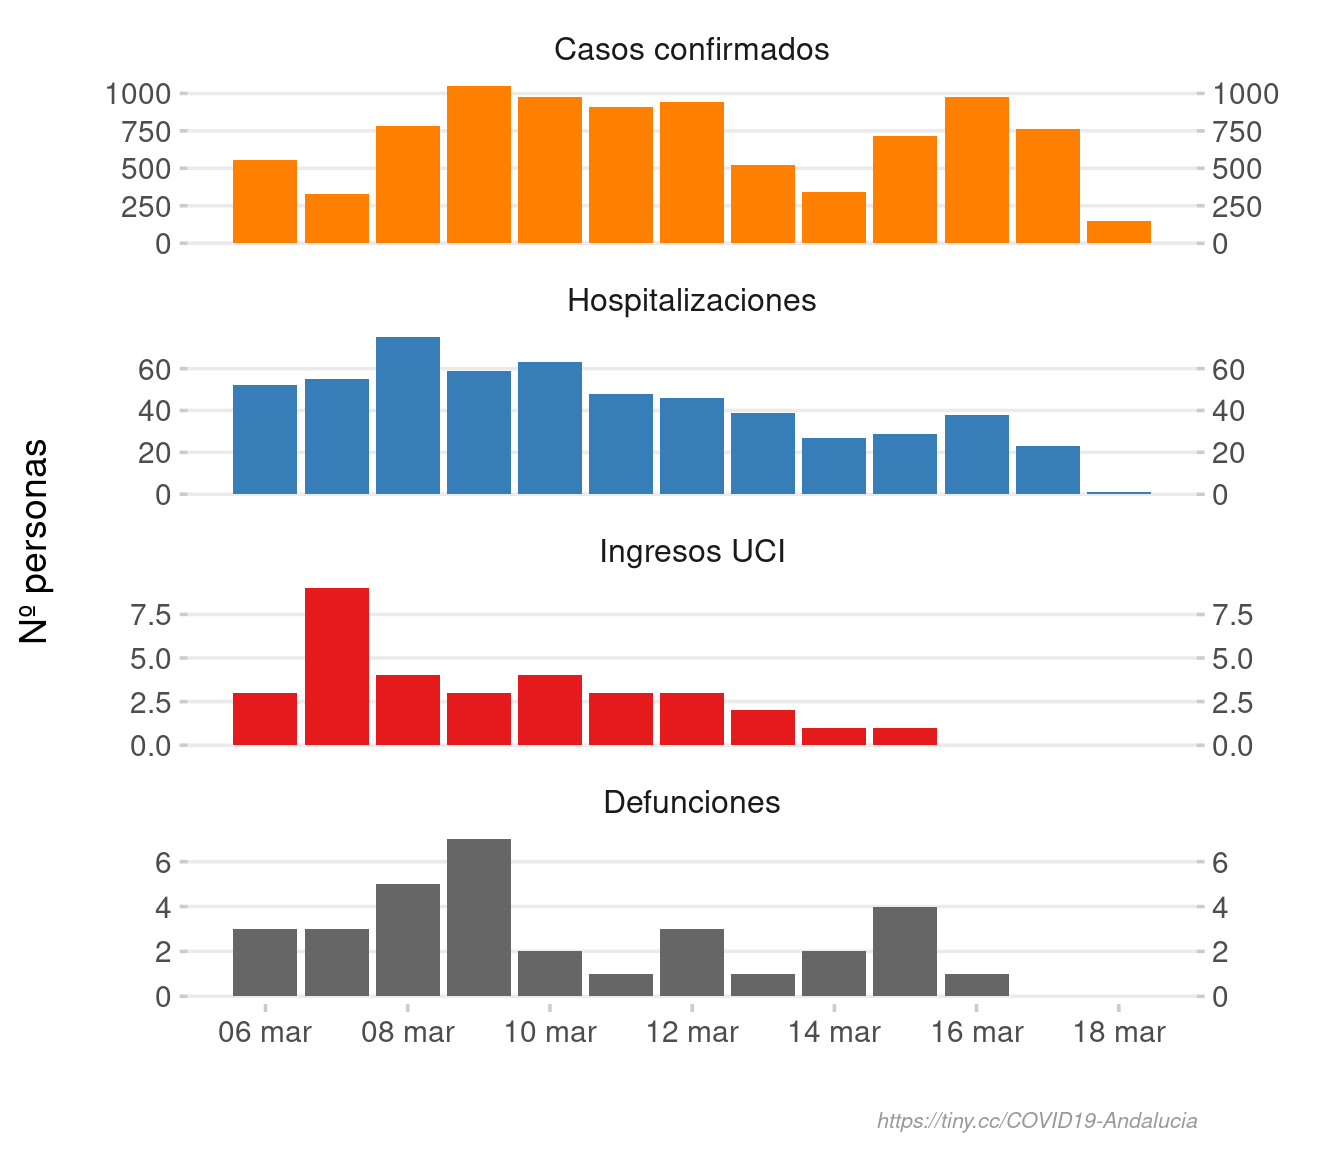 Casos confirmados
1000 1000
750 750
500 500
250 250
0 0
Hospitalizaciones
60 60
40 40
20 20
0 0
Nº personas
Ingresos UCI
7.5 7.5
5.0 5.0
2.5 2.5
0.0 0.0
Defunciones
6 6
4 4
2 2
0 0
06 mar 08 mar 10 mar 12 mar 14 mar 16 mar 18 mar
https://tiny.cc/COVID19-Andalucia